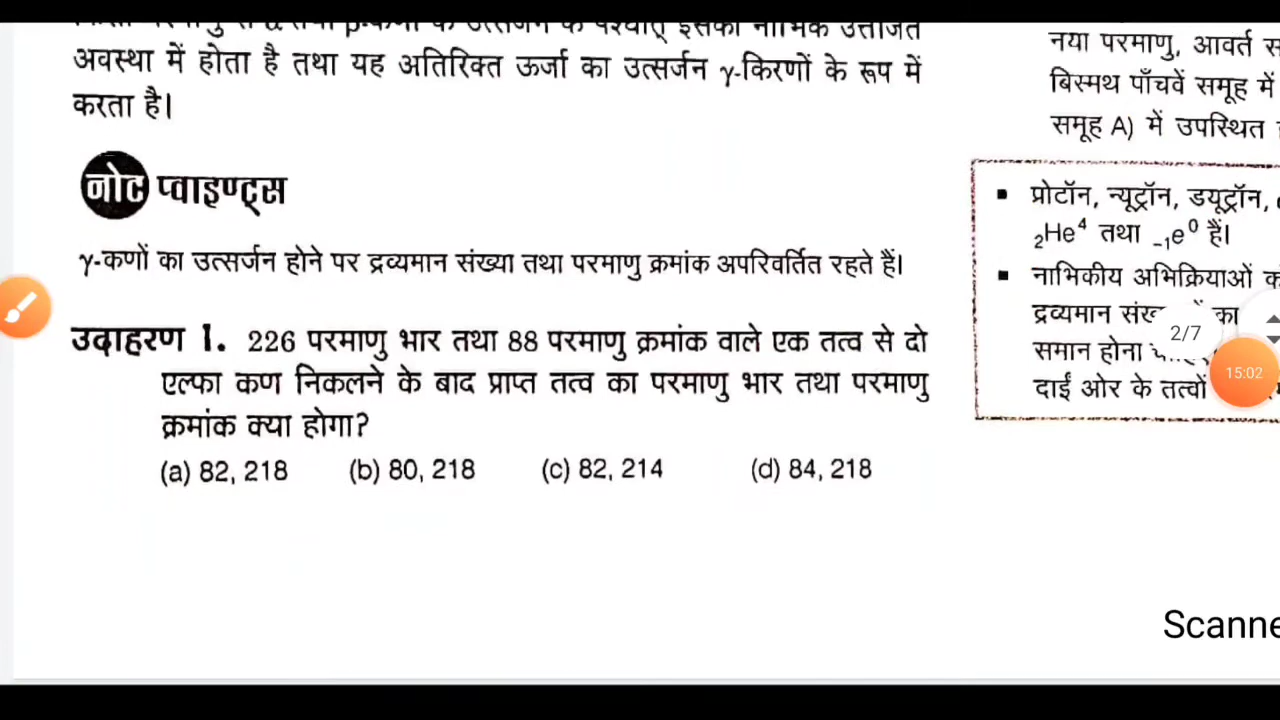 अवस्था में होता है तथा यह अतिरिक्त ऊर्जा का उत्सर्जन γ-किरणों के रूप में
करता है।
नोट प्वाइण्ट्स
γ-कणों का उत्सर्जन होने पर द्रव्यमान संख्या तथा परमाणु क्रमांक अपरिवर्तित रहते हैं।
उदाहरण 1. 226 परमाणु भार तथा 88 परमाणु क्रमांक वाले एक तत्व से दो
एल्फा कण निकलने के बाद प्राप्त तत्व का परमाणु भार तथा परमाणु
क्रमांक क्या होगा?
(a) 82, 218 (b) 80, 218 (c) 82, 214 (d) 84, 218
नया परमाणु, आवर्त
बिस्मथ पाँचवें समूह में
समूह A) में उपस्थित
▪ प्रोटॉन, न्यूट्रॉन, डयूट्रॉन,
₂He⁴ तथा ₋₁e⁰ हैं।
▪ नाभिकीय अभिक्रियाओं
द्रव्यमान का
समान होना
दाईं ओर के तत्वों
2/7
15:02
Scanne